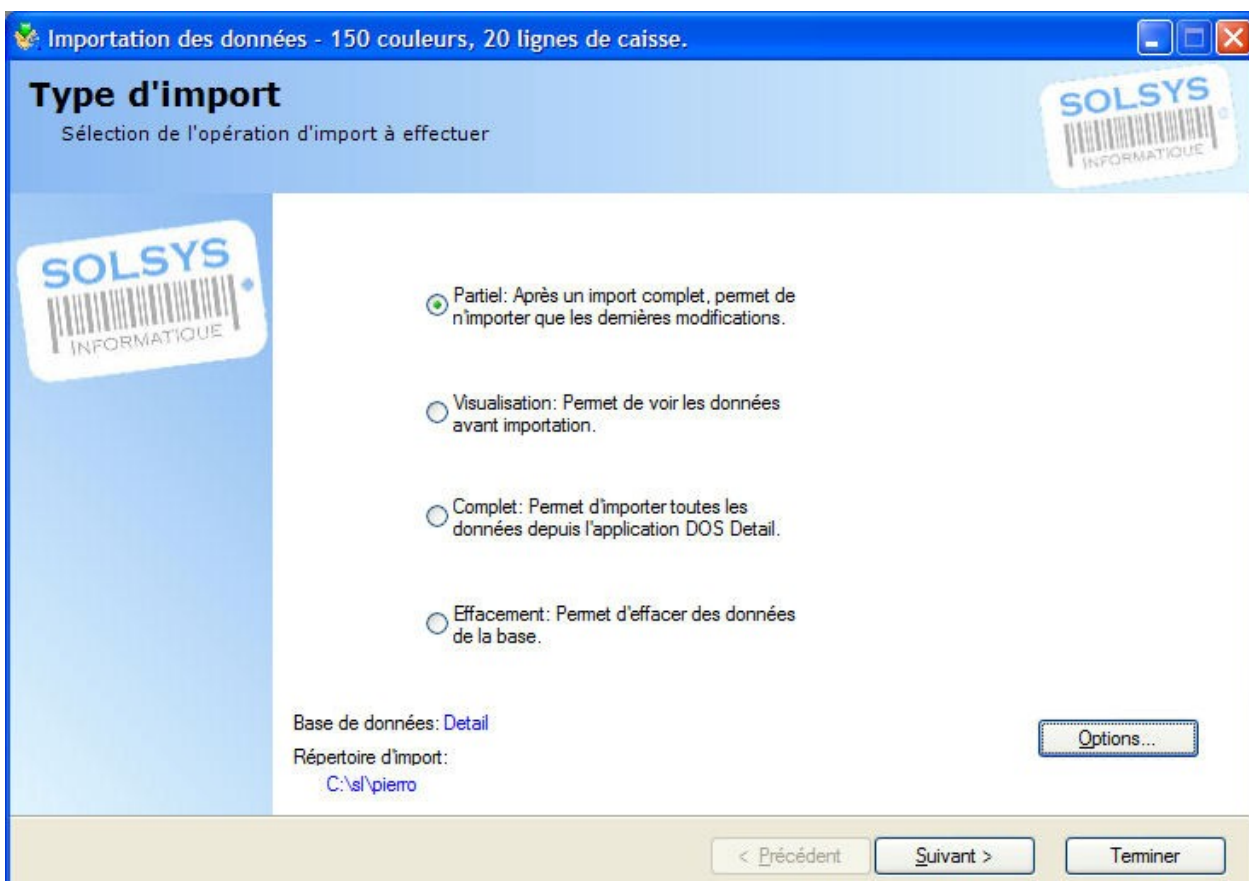 Importation des données - 150 couleurs, 20 lignes de caisse.
Type d'import
Sélection de l'opération d'import à effectuer
SOLSYS
INFORMATIQUE
SOLSYS
INFORMATIQUE
Partiel: Après un import complet, permet de
n'importer que les dernières modifications.
Visualisation: Permet de voir les données
avant importation.
Complet: Permet d'importer toutes les
données depuis l'application DOS Detail.
Effacement: Permet d'effacer des données
de la base.
Base de données: Detail
Répertoire d'import:
C:\sl\pierro
Options...
< Précédent
Suivant >
Terminer